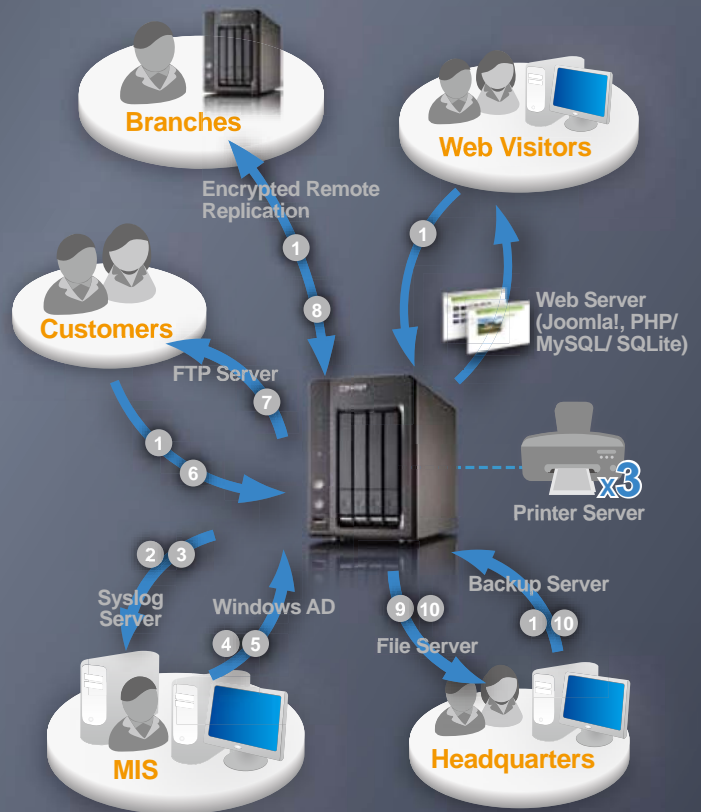 Branches
Web Visitors
Encrypted Remote
Replication
1
8
1
Web Server
(Joomla!, PHP/
MySQL/ SQLite)
Customers
FTP Server
7
1
6
x3
Printer Server
2 3
Syslog
Server
Windows AD
4 5
Backup Server
9 10
1 10
File Server
MIS
Headquarters